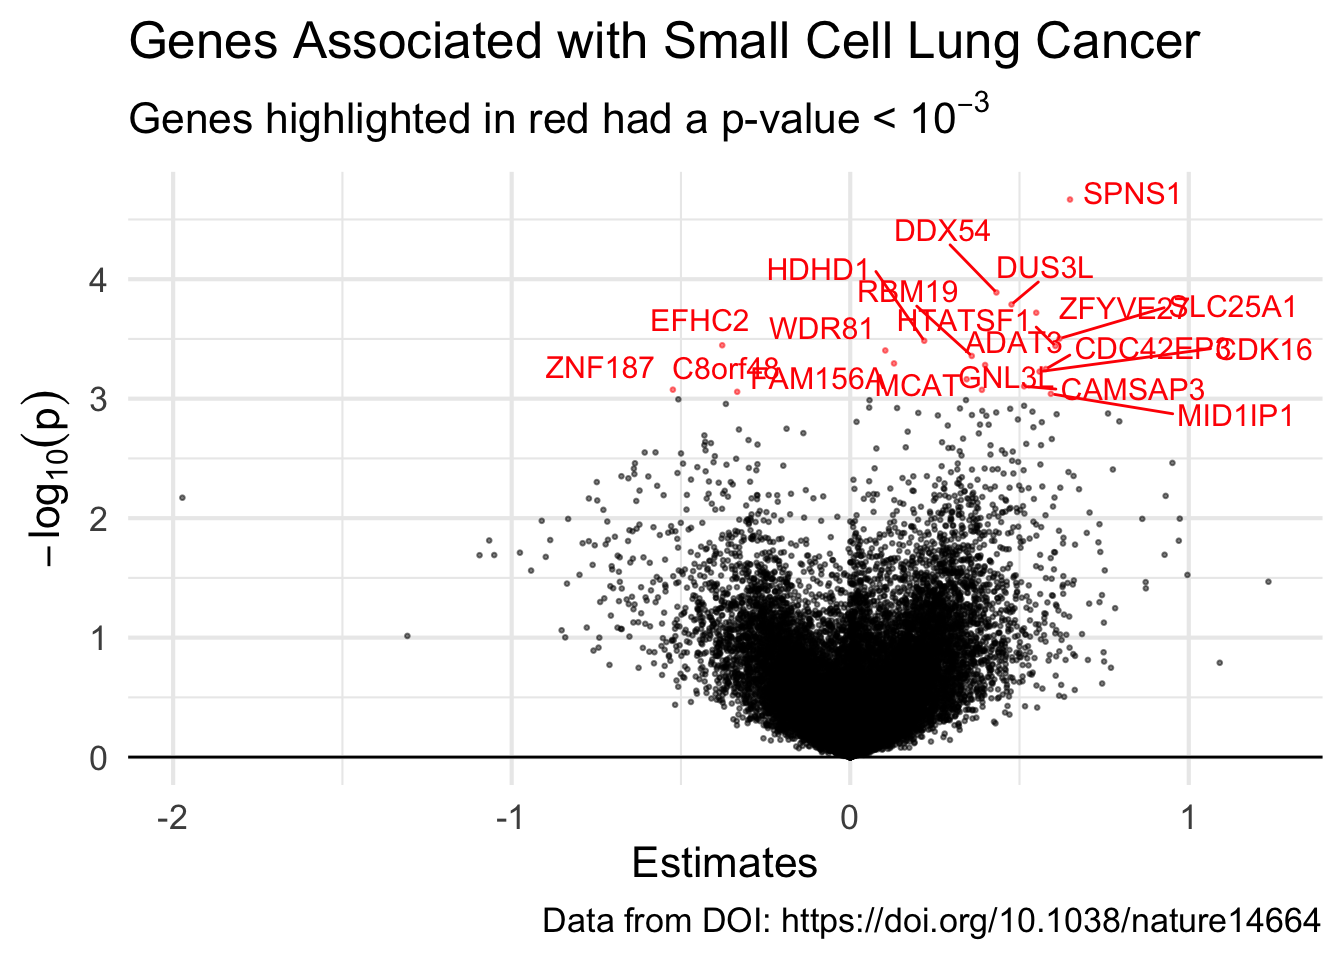 Genes Associated with Small Cell Lung Cancer
Genes highlighted in red had a p-value < 10⁻³
SPNS1
DDX54
DUS3L
HDHD1
RBM19
ZFYVE27
SLC25A1
EFHC2
WDR81
HTATSF1
ADAT3
CDC42EP3
CDK16
ZNF187
C8orf48
FAM156A
MCAT
GNL3L
CAMSAP3
MID1IP1
4
3
2
1
0
−log₁₀(p)
-2
-1
0
1
Estimates
Data from DOI: https://doi.org/10.1038/nature14664